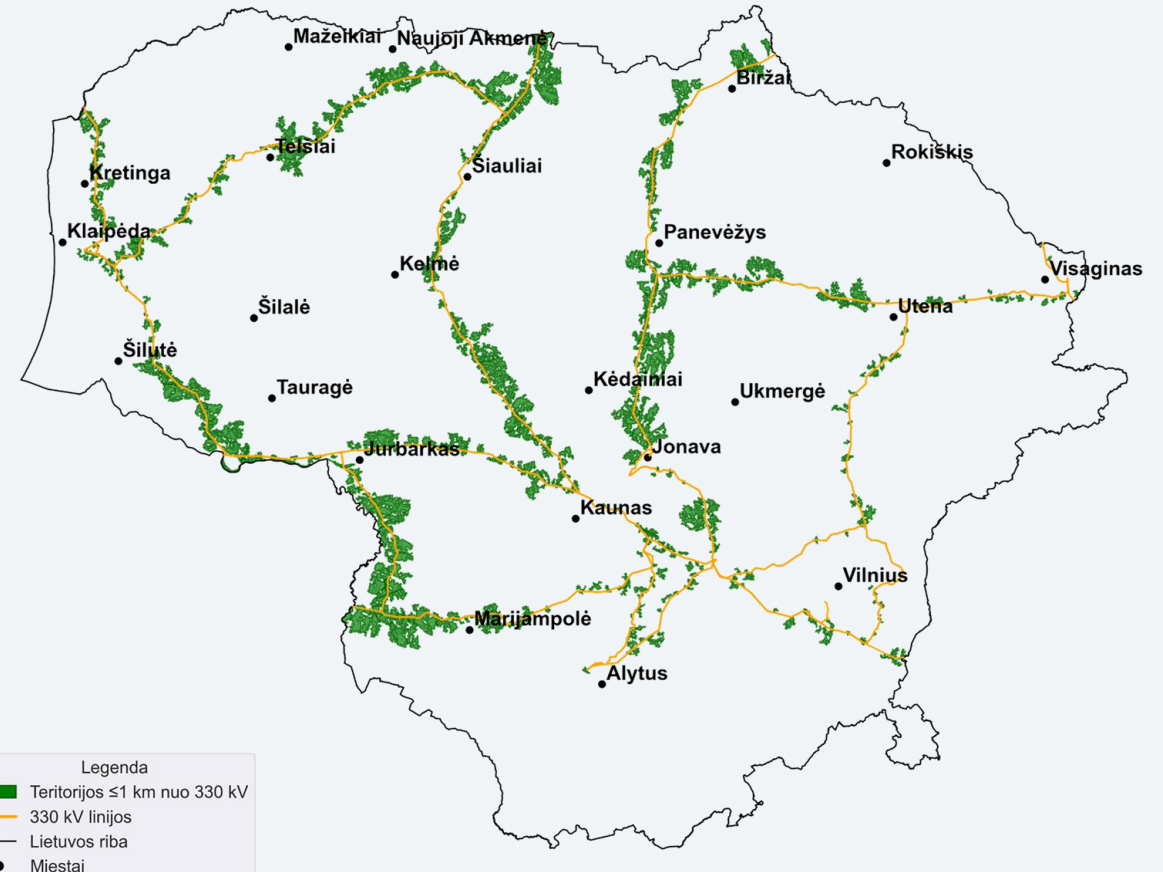 Mažeikiai
Naujoji Akmenė
Biržai
Telšiai
Šiauliai
Rokiškis
Kretinga
Klaipėda
Panevėžys
Kelmė
Visaginas
Šilalė
Utena
Šilutė
Tauragė
Kėdainiai
Ukmergė
Jurbarkas
Jonava
Kaunas
Vilnius
Marijampolė
Alytus
Legenda
Teritorijos ≤1 km nuo 330 kV
330 kV linijos
Lietuvos riba
Miestai